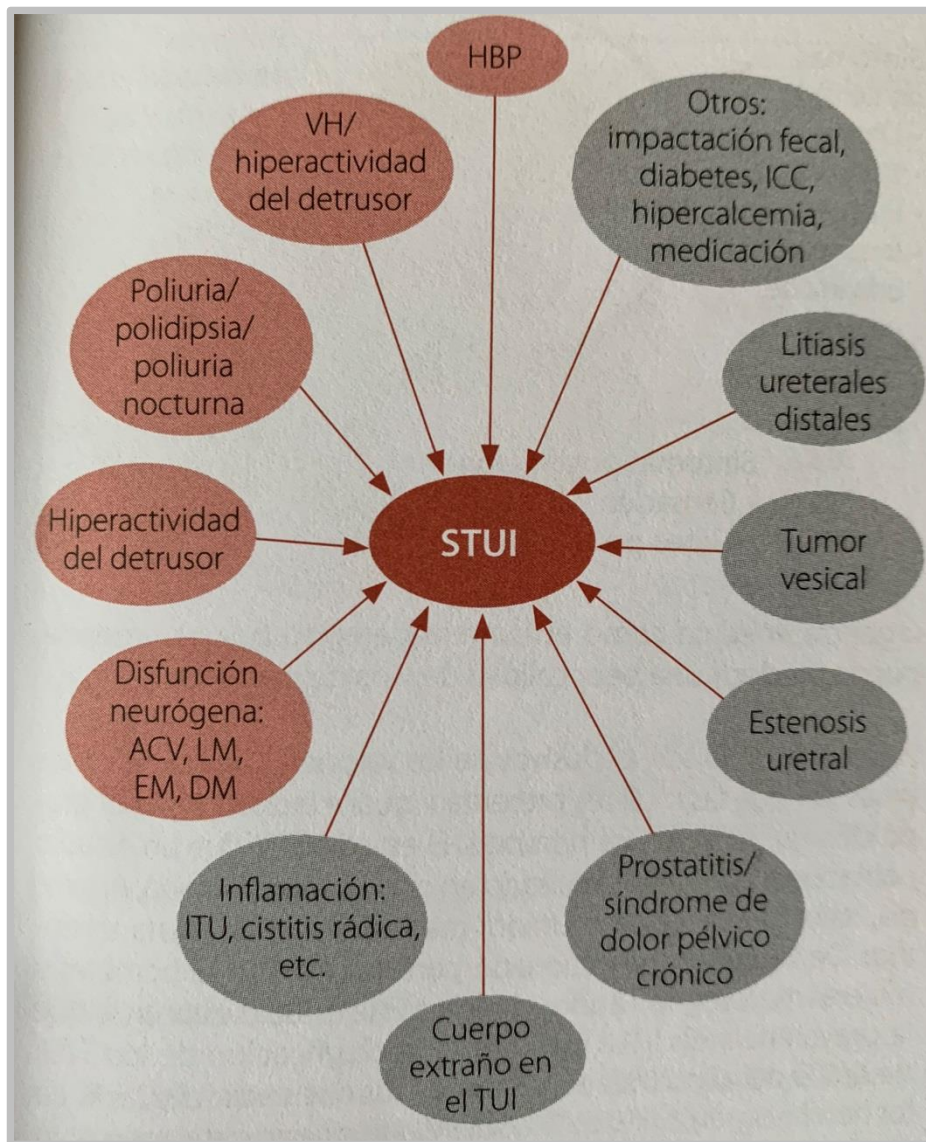 HBP
VH/
hiperactividad
del detrusor
Otros:
impactación fecal,
diabetes, ICC,
hipercalcemia,
medicación
Poliuria/
polidipsia/
poliuria
nocturna
Litiasis
ureterales
distales
Hiperactividad
del detrusor
STUI
Tumor
vesical
Disfunción
neurógena:
ACV, LM,
EM, DM
Estenosis
uretral
Inflamación:
ITU, cistitis rádica,
etc.
Prostatitis/
síndrome de
dolor pélvico
crónico
Cuerpo
extraño en
el TUI